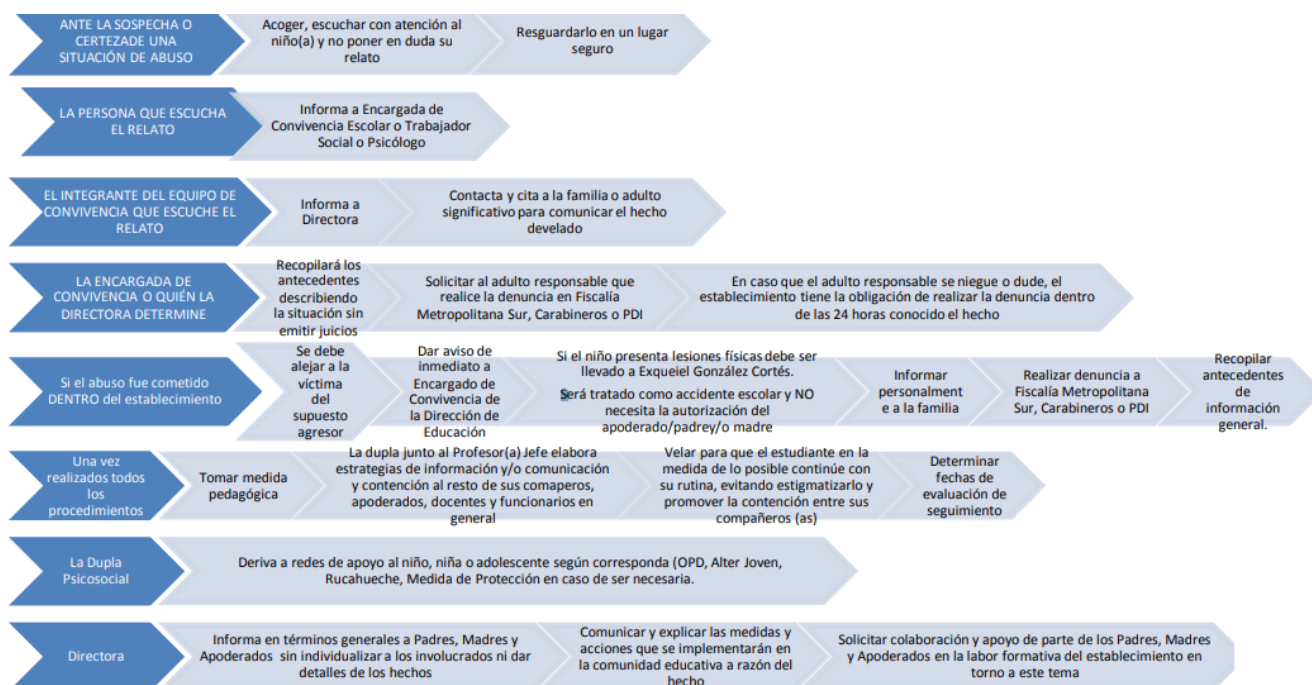 ANTE LA SOSPECHA O
CERTEZADE UNA
SITUACIÓN DE ABUSO
Acoger, escuchar con atención al
niño(a) y no poner en duda su
relato
Resguardarlo en un lugar
seguro
LA PERSONA QUE ESCUCHA
EL RELATO
Informa a Encargada de
Convivencia Escolar o Trabajador
Social o Psicólogo
EL INTEGRANTE DEL EQUIPO DE
CONVIVENCIA QUE ESCUCHE EL
RELATO
Informa a
Directora
Contacta y cita a la familia o adulto
significativo para comunicar el hecho
develado
LA ENCARGADA DE
CONVIVENCIA O QUIÉN LA
DIRECTORA DETERMINE
Recopilará los
antecedentes
describiendo
la situación sin
emitir juicios
Solicitar al adulto responsable que
realice la denuncia en Fiscalía
Metropolitana Sur, Carabineros o PDI
En caso que el adulto responsable se niegue o dude, el
establecimiento tiene la obligación de realizar la denuncia dentro
de las 24 horas conocido el hecho
Si el abuso fue cometido
DENTRO del establecimiento
Se debe
alejar a la
víctima
del
supuesto
agresor
Dar aviso de
inmediato a
Encargado de
Convivencia de
la Dirección de
Educación
Si el niño presenta lesiones físicas debe ser
llevado a Exqueiel González Cortés.
Será tratado como accidente escolar y NO
necesita la autorización del
apoderado/padrey/o madre
Informar
personalment
e a la familia
Realizar denuncia a
Fiscalía Metropolitana
Sur, Carabineros o PDI
Recopilar
antecedentes
de
información
general.
Una vez
realizados todos
los
procedimientos
Tomar medida
pedagógica
La dupla junto al Profesor(a) Jefe elabora
estrategias de información y/o comunicación
y contención al resto de sus comaperos,
apoderados, docentes y funcionarios en
general
Velar para que el estudiante en la
medida de lo posible continúe con
su rutina, evitando estigmatizarlo y
promover la contención entre sus
compañeros (as)
Determinar
fechas de
evaluación de
seguimiento
La Dupla
Psicosocial
Deriva a redes de apoyo al niño, niña o adolescente según corresponda (OPD, Alter Joven,
Rucahueche, Medida de Protección en caso de ser necesaria.
Directora
Informa en términos generales a Padres, Madres y
Apoderados sin individualizar a los involucrados ni dar
detalles de los hechos
Comunicar y explicar las medidas y
acciones que se implementarán en
la comunidad educativa a razón del
hecho
Solicitar colaboración y apoyo de parte de los Padres, Madres
y Apoderados en la labor formativa del establecimiento en
torno a este tema